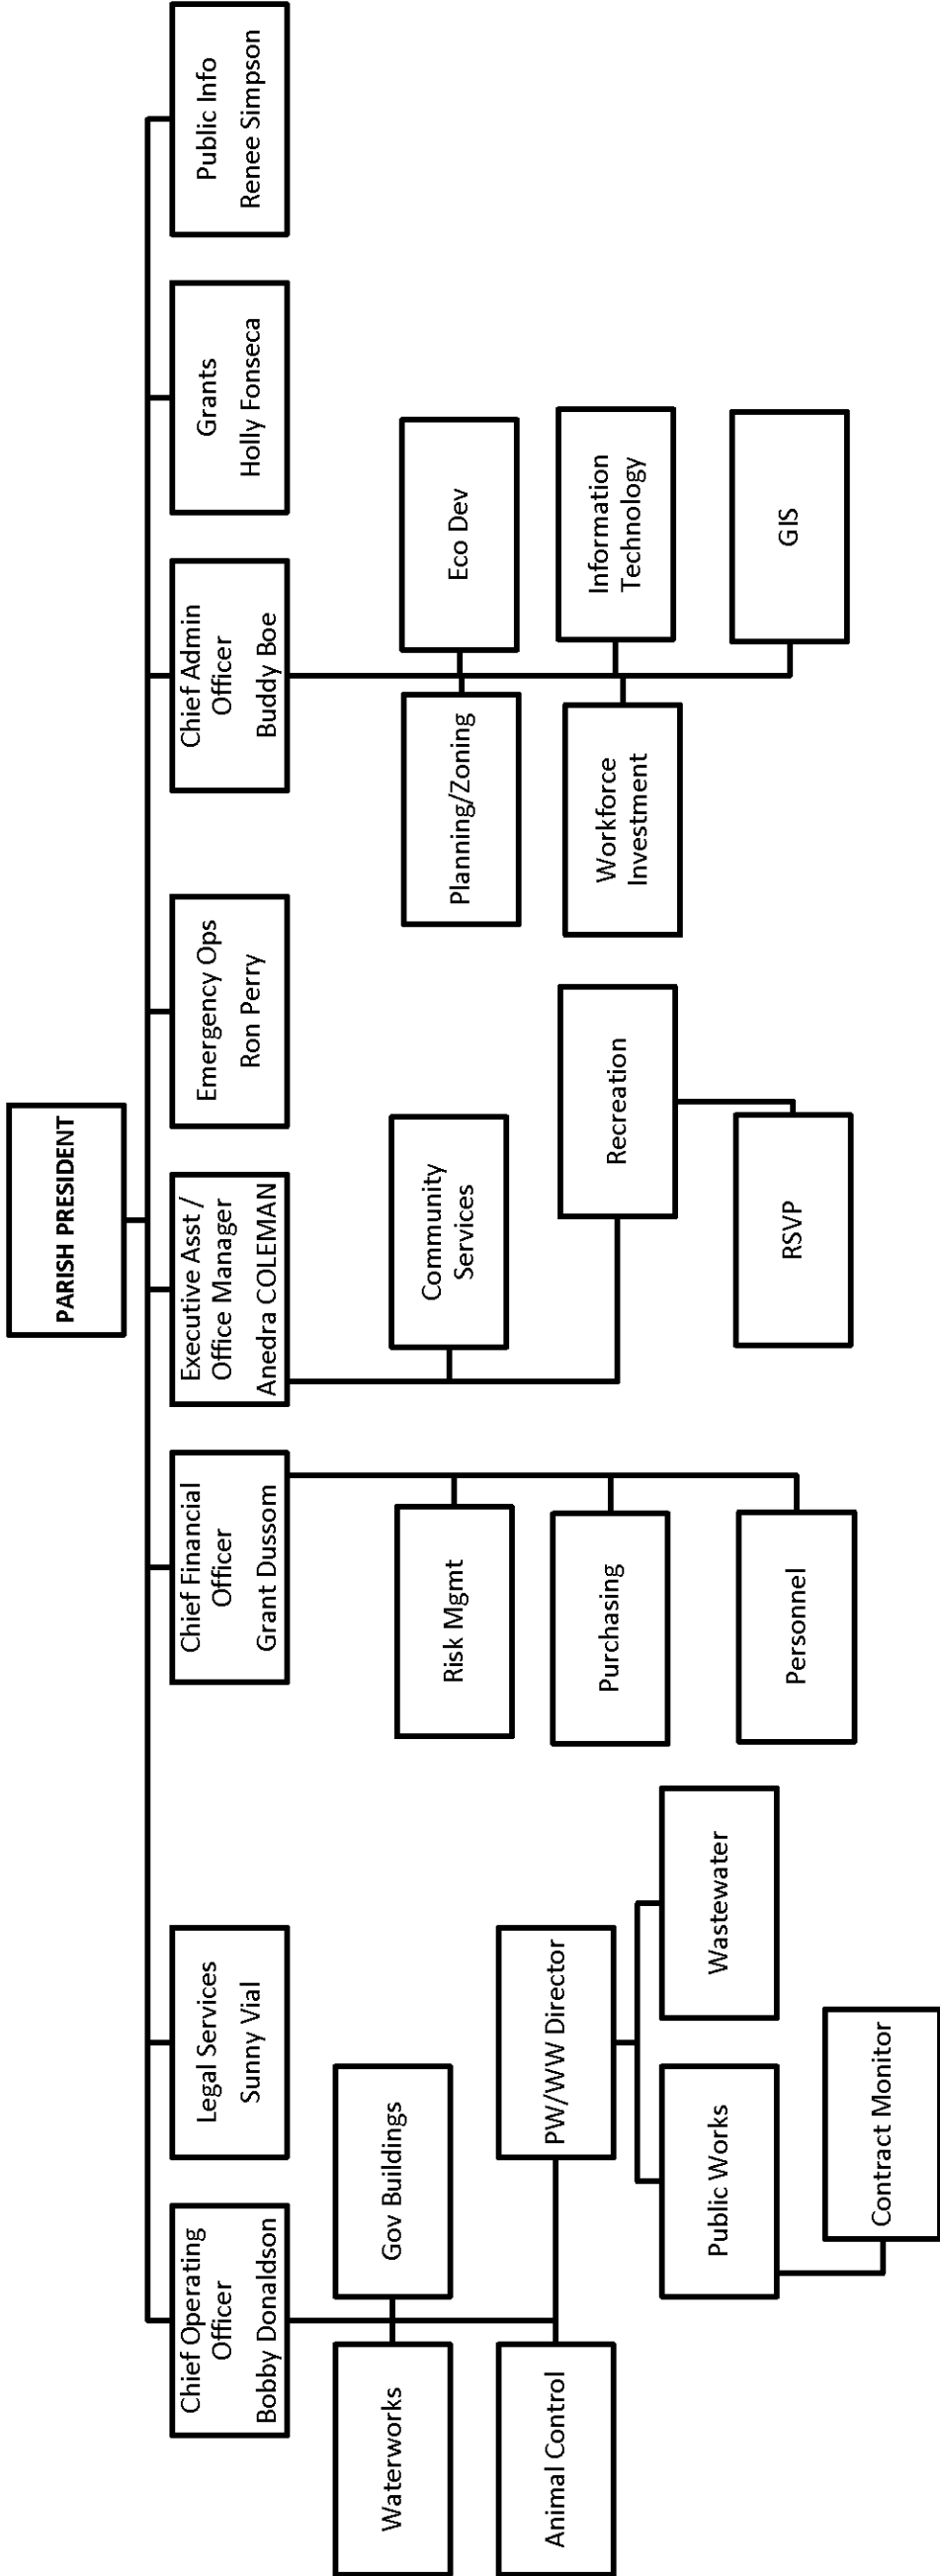 PARISH PRESIDENT
Chief Operating
Officer
Bobby Donaldson
Legal Services
Sunny Vial
Chief Financial
Officer
Grant Dussom
Executive Asst /
Office Manager
Anedra COLEMAN
Emergency Ops
Ron Perry
Chief Admin
Officer
Buddy Boe
Grants
Holly Fonseca
Public Info
Renee Simpson
Waterworks
Gov Buildings
Animal Control
PW/WW Director
Public Works
Wastewater
Contract Monitor
Risk Mgmt
Purchasing
Personnel
Community
Services
Recreation
RSVP
Planning/Zoning
Eco Dev
Workforce
Investment
Information
Technology
GIS